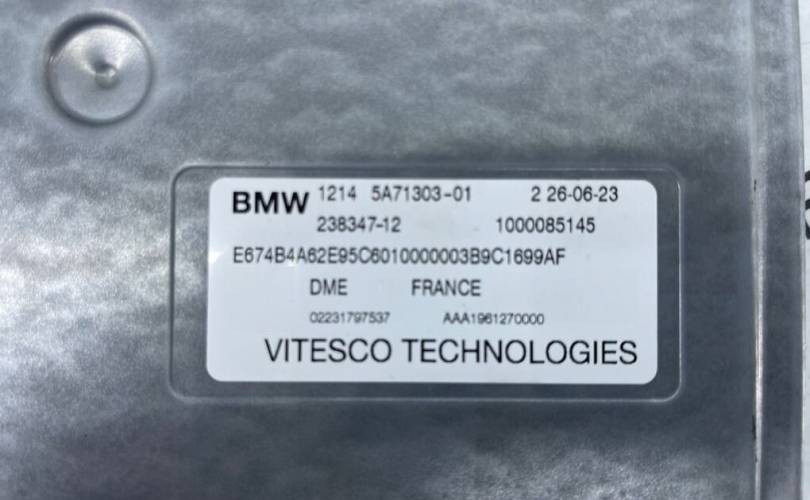 BMW 1214 5A71303-01 2 26-06-23
238347-12 1000085145
E674B4A62E95C6010000003B9C1699AF
DME FRANCE
02231797537 AAA1961270000
VITESCO TECHNOLOGIES